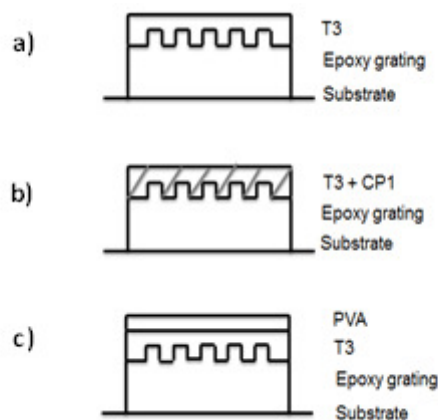 a)
T3
Epoxy grating
Substrate
b)
T3 + CP1
Epoxy grating
Substrate
c)
PVA
T3
Epoxy grating
Substrate